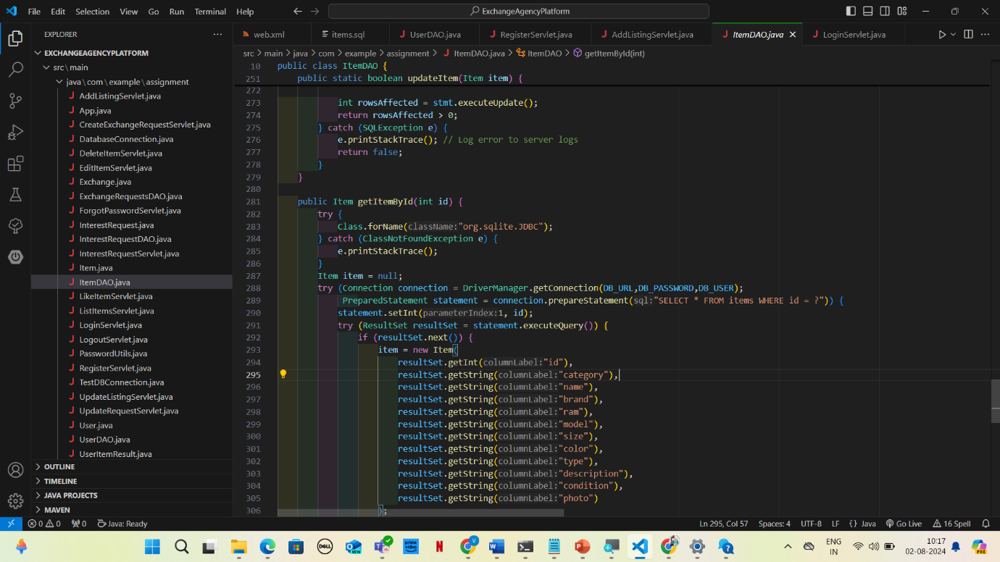 File Edit Selection View Go Run Terminal Help
ExchangeAgencyPlatform
EXPLORER
web.xml
items.sql
UserDAO.java
RegisterServlet.java
AddListingServlet.java
ItemDAO.java
LoginServlet.java
EXCHANGEAGENCYPLATFORM
src\main
java\com\example\assignment
AddListingServlet.java
App.java
CreateExchangeRequestServlet.java
DatabaseConnection.java
DeleteItemServlet.java
EditItemServlet.java
Exchange.java
ExchangeRequestsDAO.java
ForgotPasswordServlet.java
InterestRequest.java
InterestRequestDAO.java
InterestRequestServlet.java
Item.java
ItemDAO.java
LikeItemServlet.java
ListItemsServlet.java
LoginServlet.java
LogoutServlet.java
PasswordUtils.java
RegisterServlet.java
TestDBConnection.java
UpdateListingServlet.java
UpdateRequestServlet.java
User.java
UserDAO.java
UserItemResult.java
OUTLINE
TIMELINE
JAVA PROJECTS
MAVEN
src > main > java > com > example > assignment > ItemDAO.java > ItemDAO > getItemById(int)
10 public class ItemDAO {
251 public static boolean updateItem(Item item) {
272
273 int rowsAffected = stmt.executeUpdate();
274 return rowsAffected > 0;
275 } catch (SQLException e) {
276 e.printStackTrace(); // Log error to server logs
277 return false;
278 }
279 }
280
281 public Item getItemById(int id) {
282 try {
283 Class.forName(className:"org.sqlite.JDBC");
284 } catch (ClassNotFoundException e) {
285 e.printStackTrace();
286 }
287 Item item = null;
288 try (Connection connection = DriverManager.getConnection(DB_URL,DB_PASSWORD,DB_USER);
289 PreparedStatement statement = connection.prepareStatement(sql:"SELECT * FROM items WHERE id = ?")) {
290 statement.setInt(parameterIndex:1, id);
291 try (ResultSet resultSet = statement.executeQuery()) {
292 if (resultSet.next()) {
293 item = new Item(
294 resultSet.getInt(columnLabel:"id"),
295 resultSet.getString(columnLabel:"category"),
296 resultSet.getString(columnLabel:"name"),
297 resultSet.getString(columnLabel:"brand"),
298 resultSet.getString(columnLabel:"ram"),
299 resultSet.getString(columnLabel:"model"),
300 resultSet.getString(columnLabel:"size"),
301 resultSet.getString(columnLabel:"color"),
302 resultSet.getString(columnLabel:"type"),
303 resultSet.getString(columnLabel:"description"),
304 resultSet.getString(columnLabel:"condition"),
305 resultSet.getString(columnLabel:"photo")
306 );
0 0 0 Java: Ready Ln 295, Col 57 Spaces: 4 UTF-8 LF {} Java Go Live 16 Spell
DELL
NEW
prime video
N
V
W
P
PRE
ENG
IN
10:17
02-08-2024